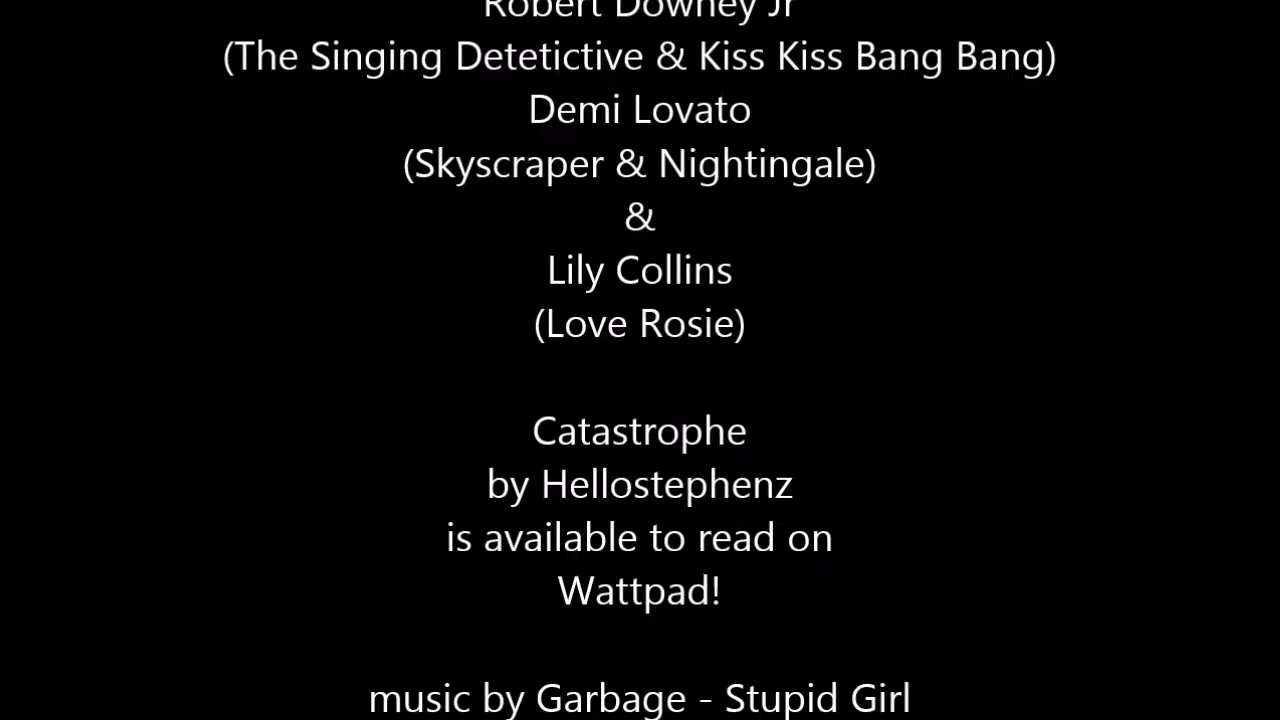 Robert Downey Jr
(The Singing Detetictive & Kiss Kiss Bang Bang)
Demi Lovato
(Skyscraper & Nightingale)
&
Lily Collins
(Love Rosie)
Catastrophe
by Hellostephenz
is available to read on
Wattpad!
music by Garbage - Stupid Girl